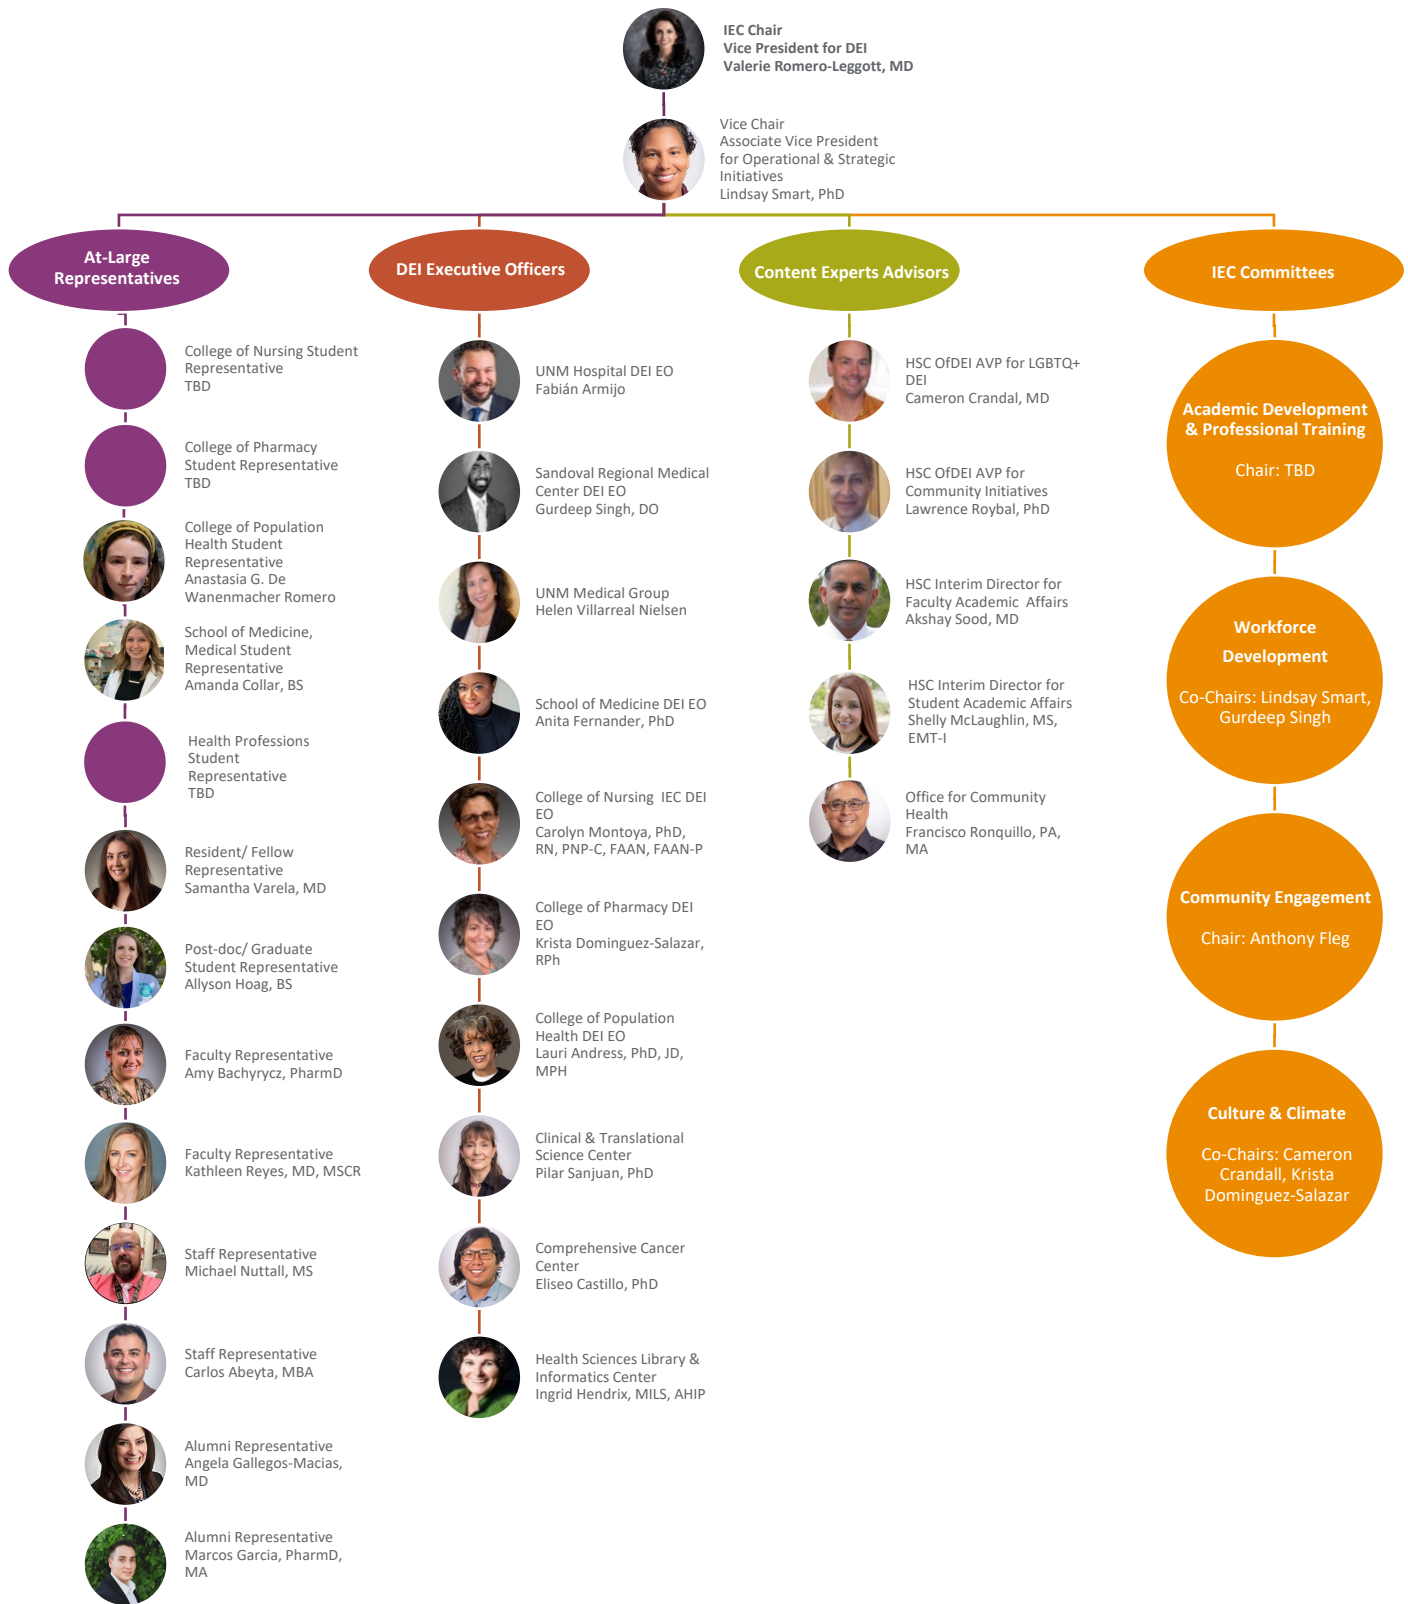 IEC Chair
Vice President for DEI
Valerie Romero-Leggott, MD
Vice Chair
Associate Vice President
for Operational & Strategic
Initiatives
Lindsay Smart, PhD
At-Large
Representatives
College of Nursing Student
Representative
TBD
College of Pharmacy
Student Representative
TBD
College of Population
Health Student
Representative
Anastasia G. De
Wanenmacher Romero
School of Medicine,
Medical Student
Representative
Amanda Collar, BS
Health Professions
Student
Representative
TBD
Resident/ Fellow
Representative
Samantha Varela, MD
Post-doc/ Graduate
Student Representative
Allyson Hoag, BS
Faculty Representative
Amy Bachyrycz, PharmD
Faculty Representative
Kathleen Reyes, MD, MSCR
Staff Representative
Michael Nuttall, MS
Staff Representative
Carlos Abeyta, MBA
Alumni Representative
Angela Gallegos-Macias,
MD
Alumni Representative
Marcos Garcia, PharmD,
MA
DEI Executive Officers
UNM Hospital DEI EO
Fabián Armijo
Sandoval Regional Medical
Center DEI EO
Gurdeep Singh, DO
UNM Medical Group
Helen Villarreal Nielsen
School of Medicine DEI EO
Anita Fernander, PhD
College of Nursing  IEC DEI
EO
Carolyn Montoya, PhD,
RN, PNP-C, FAAN, FAAN-P
College of Pharmacy DEI
EO
Krista Dominguez-Salazar,
RPh
College of Population
Health DEI EO
Lauri Andress, PhD, JD,
MPH
Clinical & Translational
Science Center
Pilar Sanjuan, PhD
Comprehensive Cancer
Center
Eliseo Castillo, PhD
Health Sciences Library &
Informatics Center
Ingrid Hendrix, MILS, AHIP
Content Experts Advisors
HSC OfDEI AVP for LGBTQ+
DEI
Cameron Crandal, MD
HSC OfDEI AVP for
Community Initiatives
Lawrence Roybal, PhD
HSC Interim Director for
Faculty Academic  Affairs
Akshay Sood, MD
HSC Interim Director for
Student Academic Affairs
Shelly McLaughlin, MS,
EMT-I
Office for Community
Health
Francisco Ronquillo, PA,
MA
IEC Committees
Academic Development
& Professional Training
Chair: TBD
Workforce
Development
Co-Chairs: Lindsay Smart,
Gurdeep Singh
Community Engagement
Chair: Anthony Fleg
Culture & Climate
Co-Chairs: Cameron
Crandall, Krista
Dominguez-Salazar